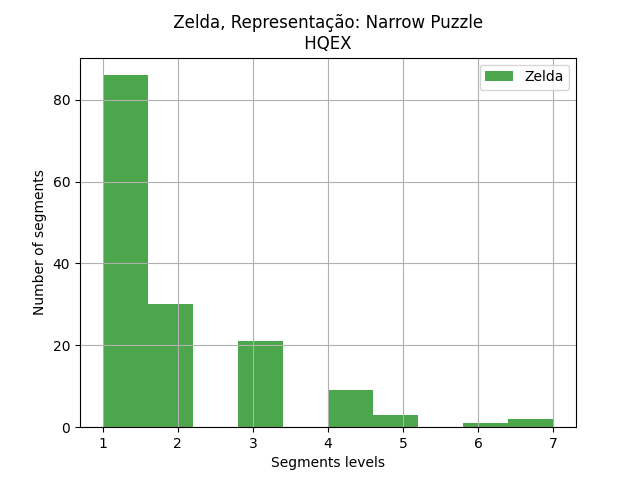 Zelda, Representação: Narrow Puzzle
HQEX
Zelda
Number of segments
80
60
40
20
0
1 2 3 4 5 6 7
Segments levels